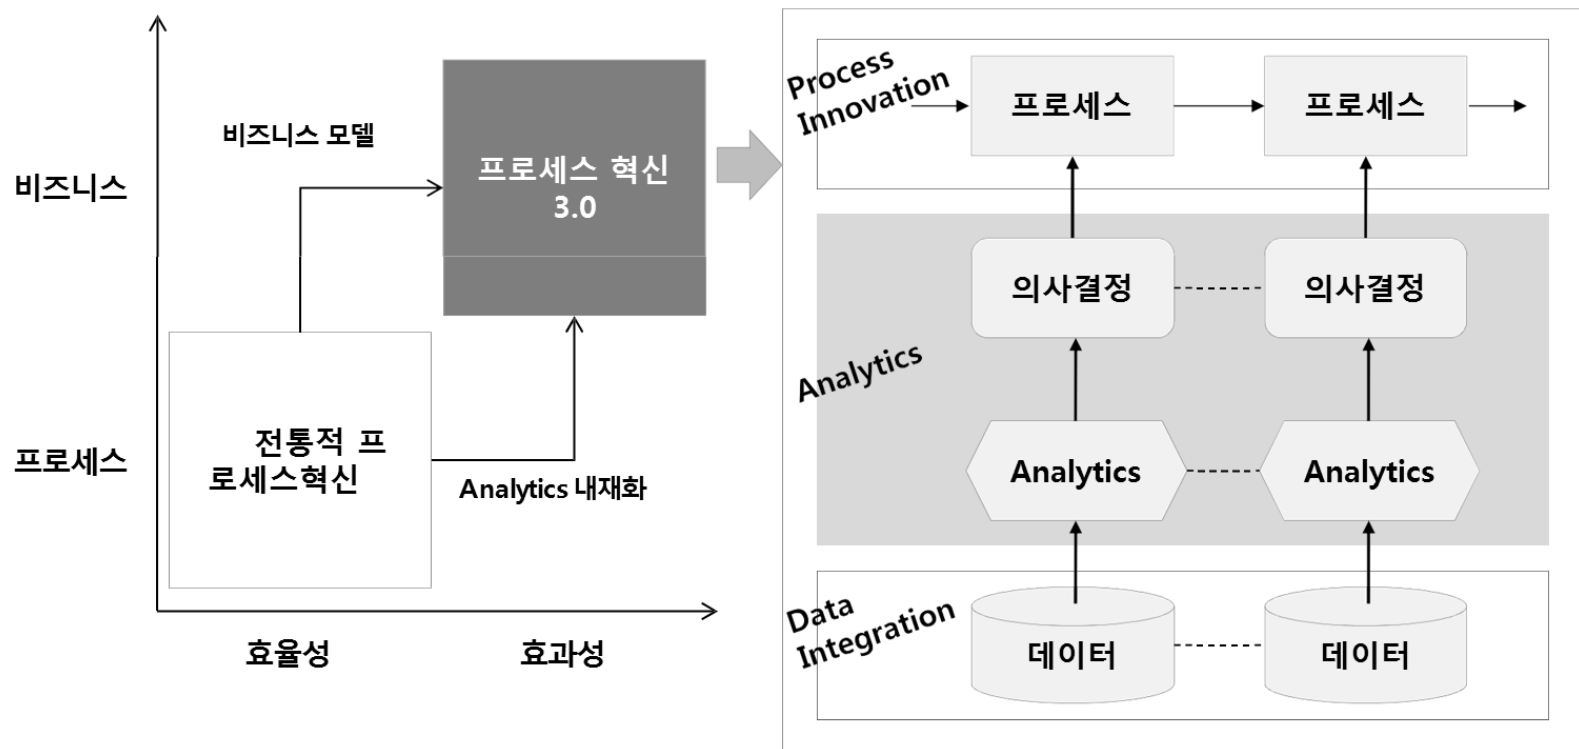 비즈니스
프로세스
비즈니스 모델
프로세스 혁신
3.0
전통적 프
로세스혁신
Analytics 내재화
효율성
효과성
Process
Innovation
프로세스
프로세스
Analytics
의사결정
의사결정
Analytics
Analytics
Data
Integration
데이터
데이터